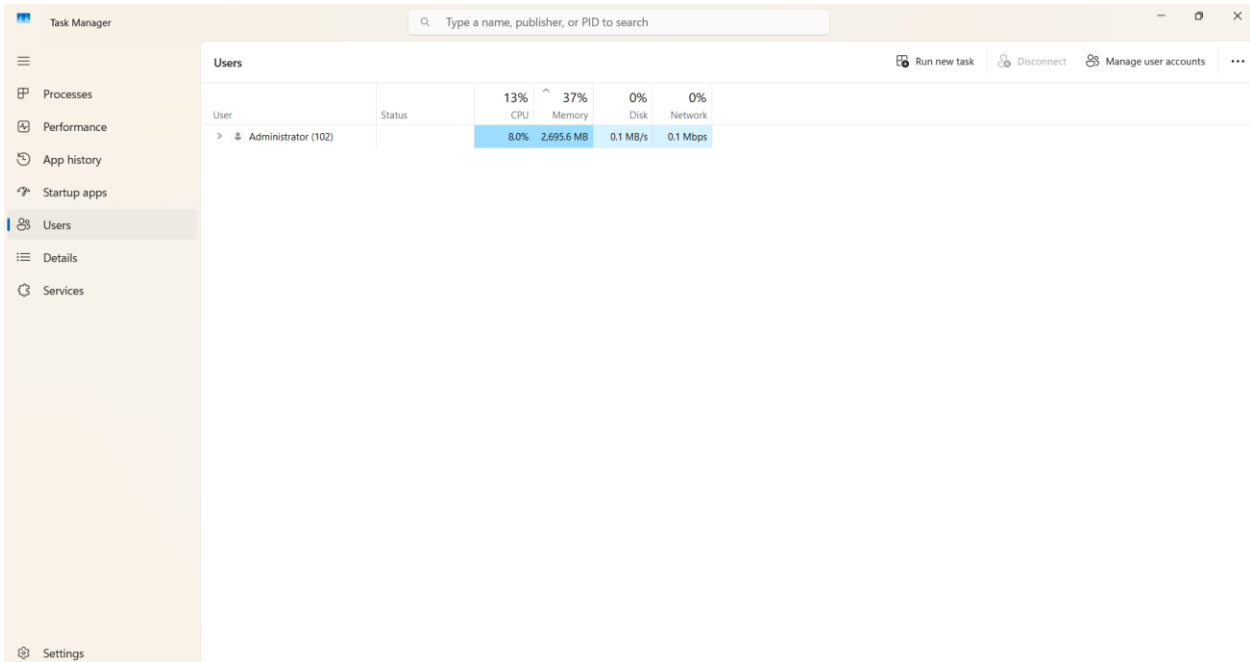 Task Manager
Type a name, publisher, or PID to search
Users
Run new task
Disconnect
Manage user accounts
Processes
Performance
App history
Startup apps
Users
Details
Services
Settings
13% 37% 0% 0%
User Status CPU Memory Disk Network
Administrator (102) 8.0% 2,695.6 MB 0.1 MB/s 0.1 Mbps